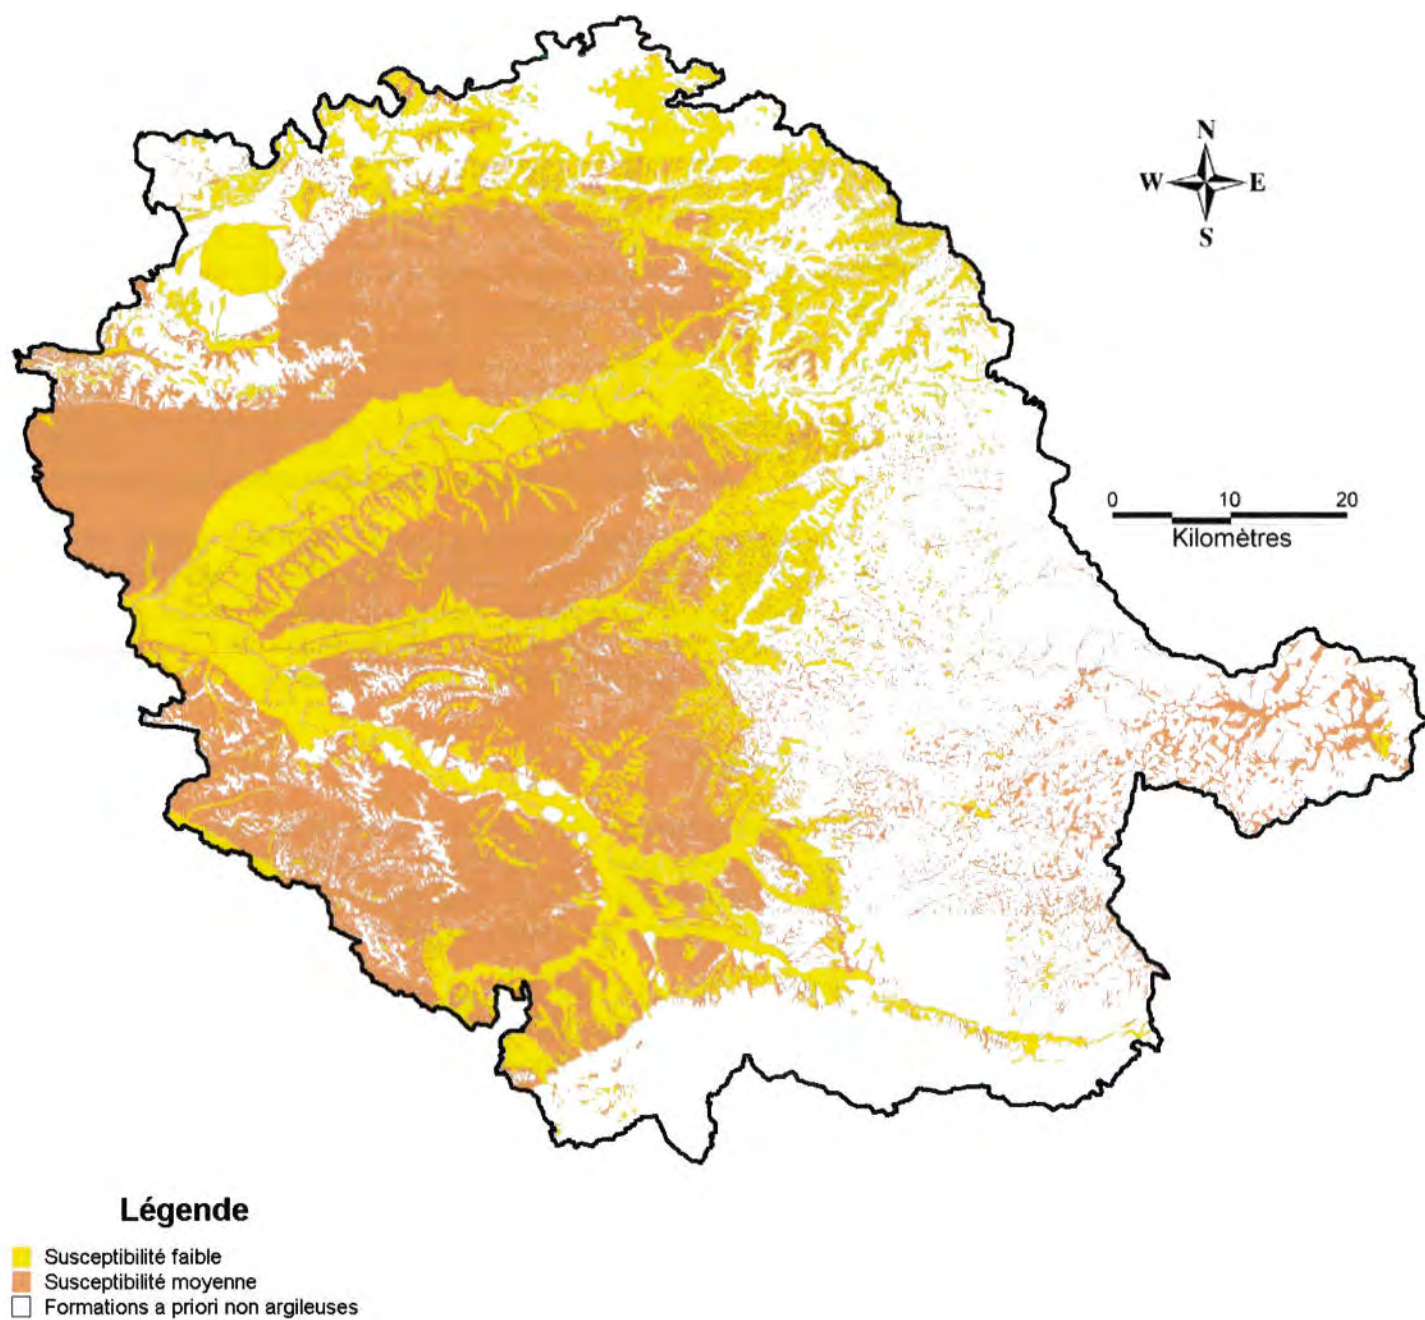 N
W E
S
0 10 20
Kilomètres
Légende
Susceptibilité faible
Susceptibilité moyenne
Formations a priori non argileuses